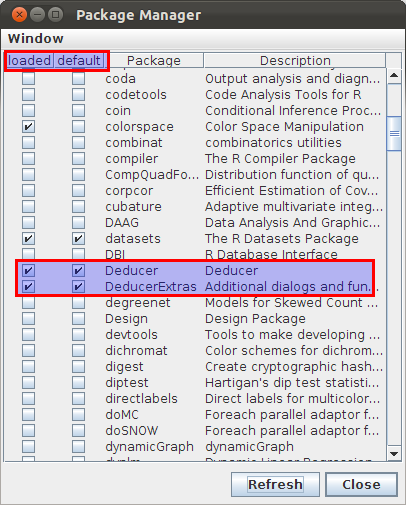 Package Manager
Window
loaded default Package Description
coda Output analysis and diagn...
codetools Code Analysis Tools for R
coin Conditional Inference Proc...
colorspace Color Space Manipulation
combinat combinatorics utilities
compiler The R Compiler Package
CompQuadFo... Distribution function of qu...
corpcor Efficient Estimation of Cov...
cubature Adaptive multivariate integ...
DAAG Data Analysis And Graphic...
datasets The R Datasets Package
DBI R Database Interface
Deducer Deducer
DeducerExtras Additional dialogs and fun...
degreenet Models for Skewed Count ...
Design Design Package
devtools Tools to make developing ...
dichromat Color schemes for dichrom...
digest Create cryptographic hash...
diptest Hartigan's dip test statisti...
directlabels Direct labels for multicolor...
doMC Foreach parallel adaptor f...
doSNOW Foreach parallel adaptor f...
dynamicGraph dynamicGraph
dynlm Dynamic Linear Regression
Refresh Close